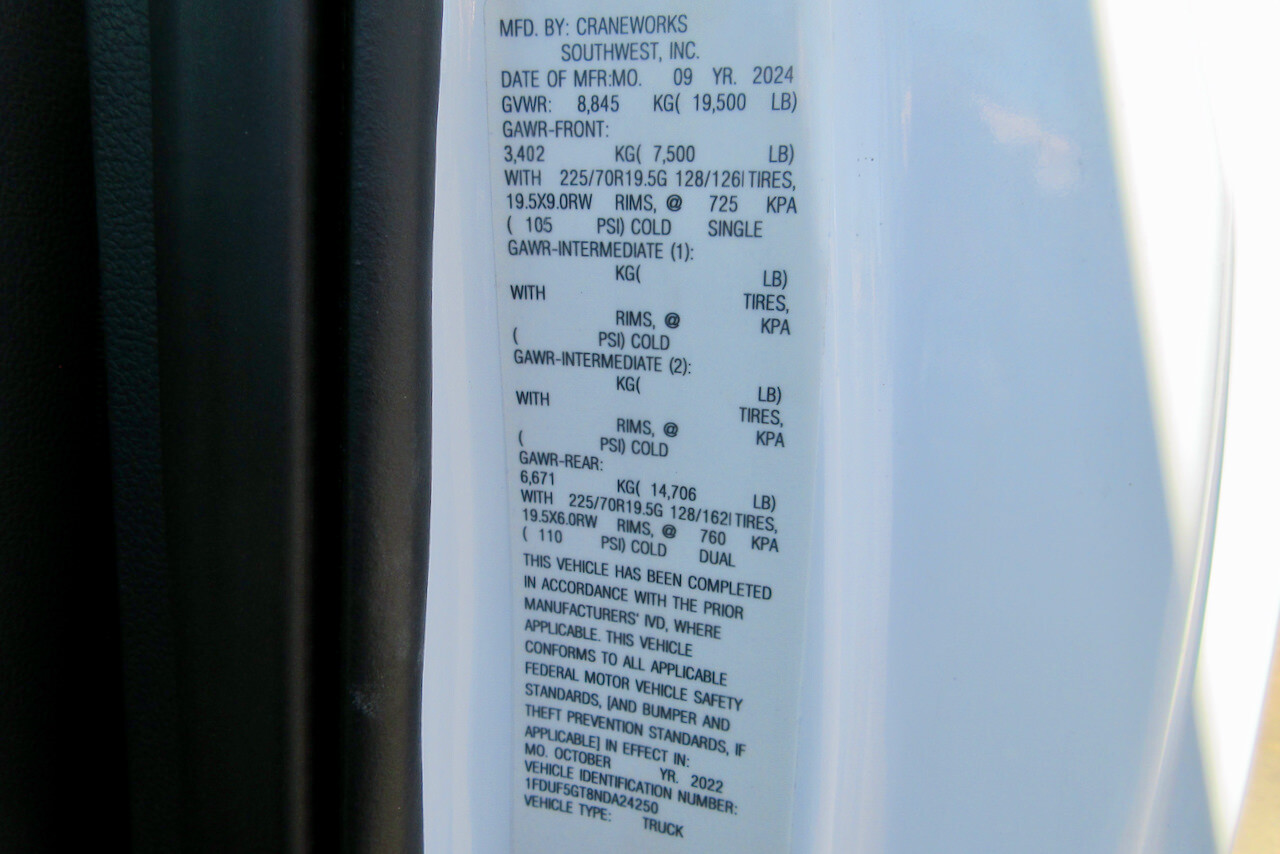 MFD. BY: CRANEWORKS
SOUTHWEST, INC.
DATE OF MFR:MO. 09 YR. 2024
GVWR: 8,845 KG( 19,500 LB)
GAWR-FRONT:
3,402 KG( 7,500 LB)
WITH 225/70R19.5G 128/126I TIRES,
19.5X9.0RW RIMS, @ 725 KPA
( 105 PSI) COLD SINGLE
GAWR-INTERMEDIATE (1):
KG( LB)
WITH TIRES,
RIMS, @ KPA
( PSI) COLD
GAWR-INTERMEDIATE (2):
KG( LB)
WITH TIRES,
RIMS, @ KPA
( PSI) COLD
GAWR-REAR:
6,671 KG( 14,706 LB)
WITH 225/70R19.5G 128/162I TIRES,
19.5X6.0RW RIMS, @ 760 KPA
( 110 PSI) COLD DUAL
THIS VEHICLE HAS BEEN COMPLETED
IN ACCORDANCE WITH THE PRIOR
MANUFACTURERS' IVD, WHERE
APPLICABLE. THIS VEHICLE
CONFORMS TO ALL APPLICABLE
FEDERAL MOTOR VEHICLE SAFETY
STANDARDS, [AND BUMPER AND
THEFT PREVENTION STANDARDS, IF
APPLICABLE] IN EFFECT IN:
MO. OCTOBER YR. 2022
VEHICLE IDENTIFICATION NUMBER:
1FDUF5GT8NDA24250
VEHICLE TYPE: TRUCK